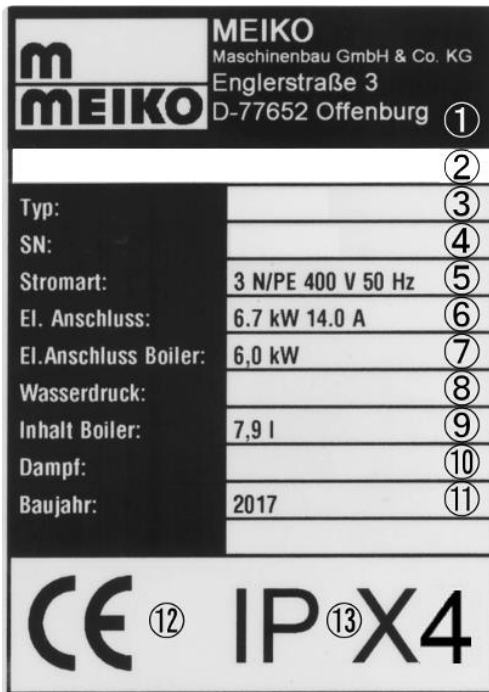 m
MEIKO
MEIKO
Maschinenbau GmbH & Co. KG
Englerstraße 3
D-77652 Offenburg ①
②
Typ: ③
SN: ④
Stromart: 3 N/PE 400 V 50 Hz ⑤
El. Anschluss: 6.7 kW 14.0 A ⑥
El.Anschluss Boiler: 6,0 kW ⑦
Wasserdruck: ⑧
Inhalt Boiler: 7,9 l ⑨
Dampf: ⑩
Baujahr: 2017 ⑪
CE ⑫ IP ⑬ X4